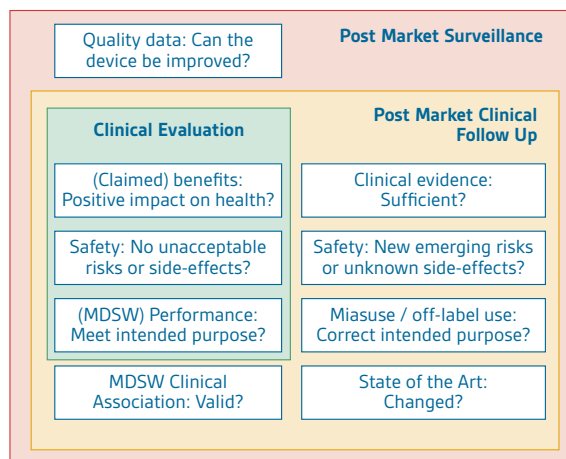 Quality data: Can the
device be improved?
Post Market Surveillance
Clinical Evaluation
Post Market Clinical
Follow Up
(Claimed) benefits:
Positive impact on health?
Clinical evidence:
Sufficient?
Safety: No unacceptable
risks or side-effects?
Safety: New emerging risks
or unknown side-effects?
(MDSW) Performance:
Meet intended purpose?
Miasuse / off-label use:
Correct intended purpose?
MDSW Clinical
Association: Valid?
State of the Art:
Changed?